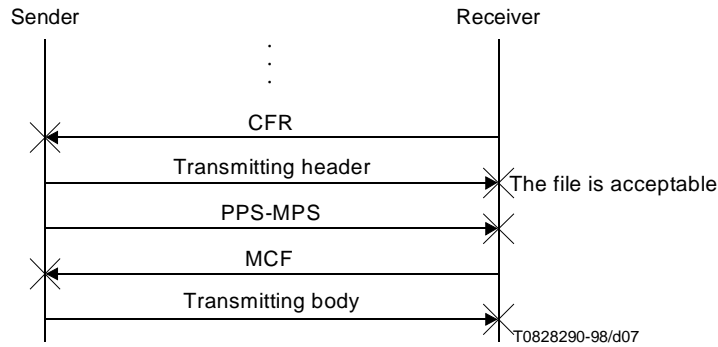 Sender Receiver
.
.
.
CFR
Transmitting header
The file is acceptable
PPS-MPS
MCF
Transmitting body
T0828290-98/d07